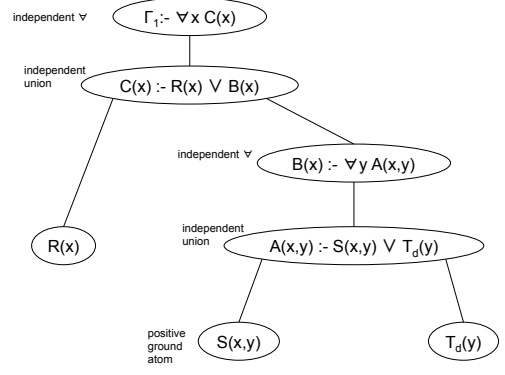 independent ∀
Γ₁:- ∀ x C(x)
independent
union
C(x) :- R(x) ∨ B(x)
independent ∀
B(x) :- ∀ y A(x,y)
independent
union
R(x)
A(x,y) :- S(x,y) ∨ T_d(y)
positive
ground
atom
S(x,y)
T_d(y)